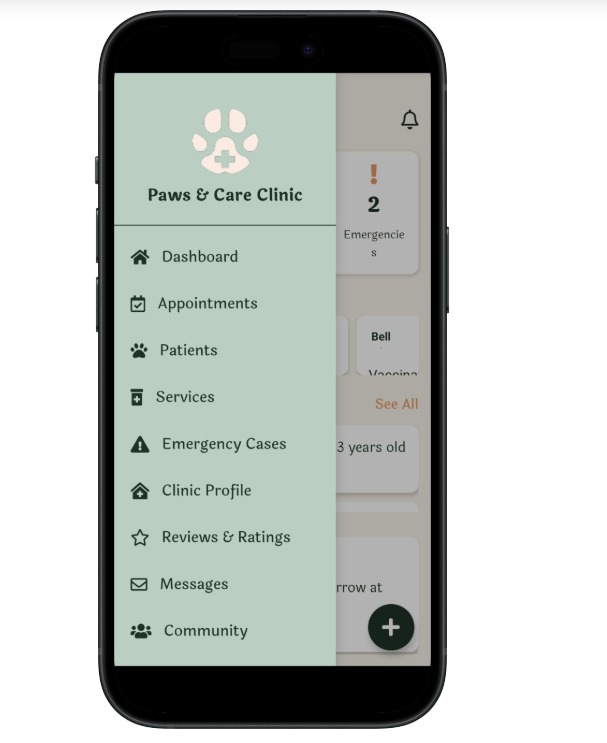 Paws & Care Clinic
Dashboard
Appointments
Patients
Services
Emergency Cases
Clinic Profile
Reviews & Ratings
Messages
Community
2
Emergencie
s
Bell
See All
3 years old
rrow at